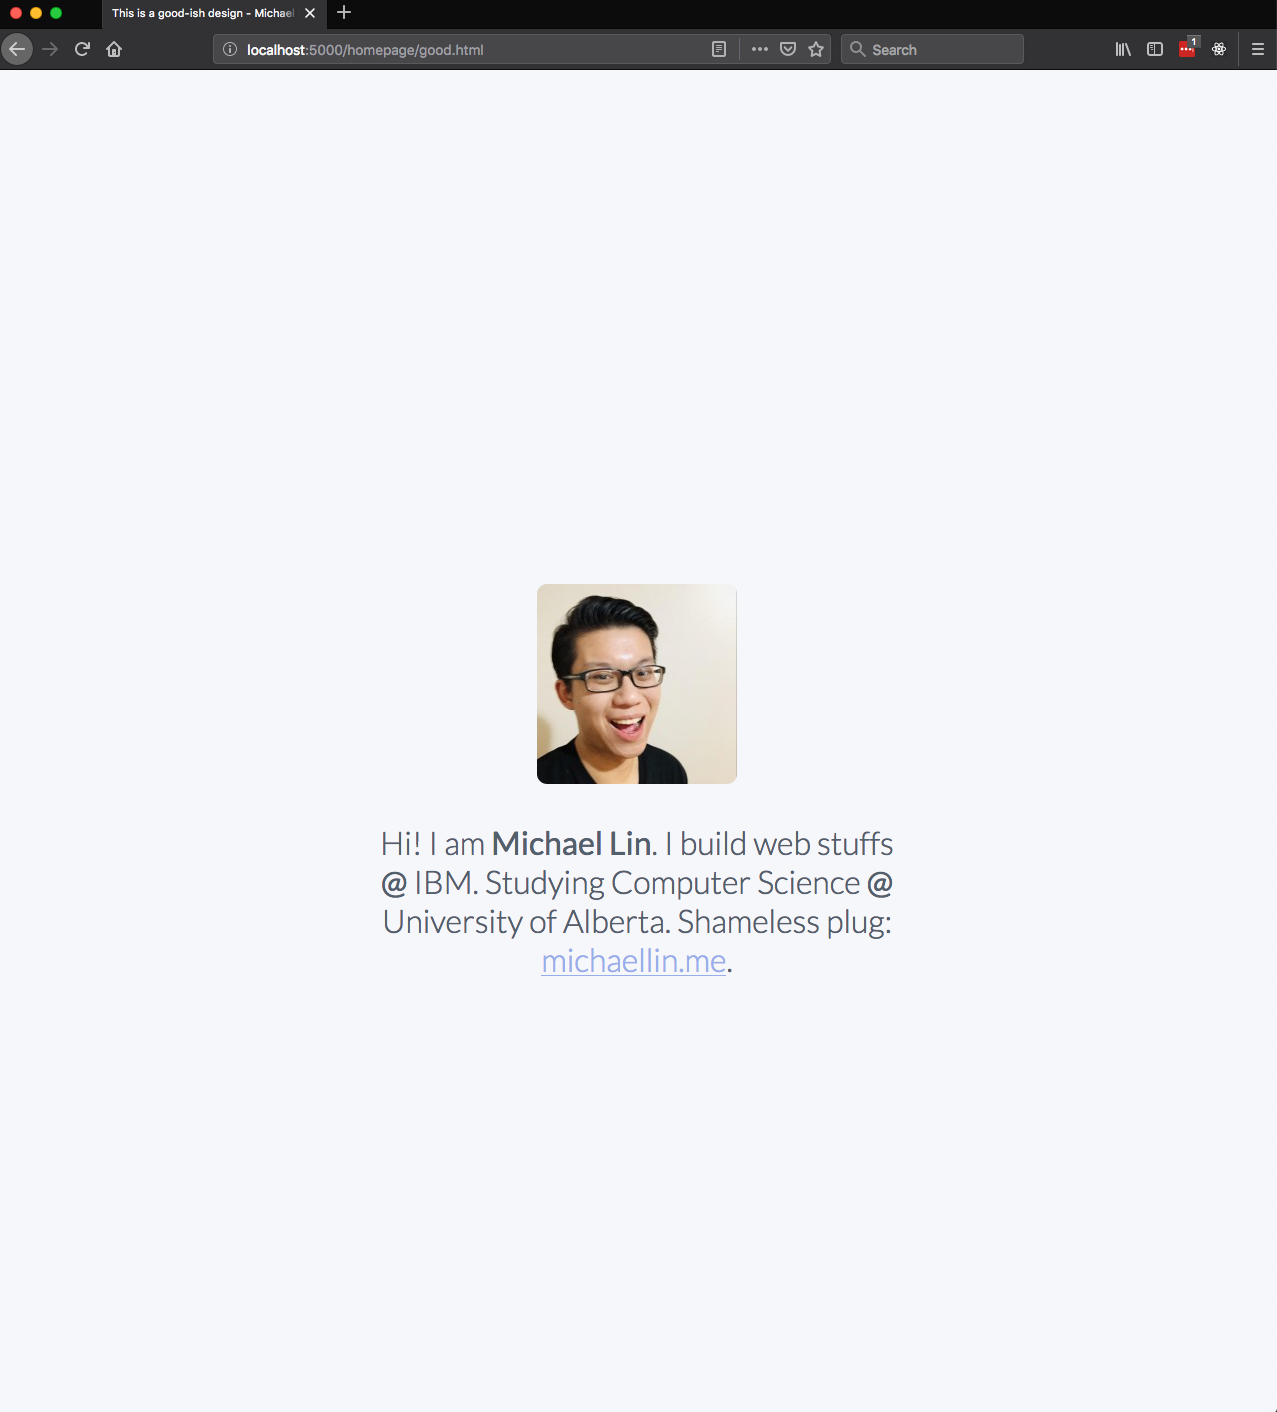 This is a good-ish design - Michael
localhost:5000/homepage/good.html
Search
1
Hi! I am Michael Lin. I build web stuffs
@ IBM. Studying Computer Science @
University of Alberta. Shameless plug:
michaellin.me.